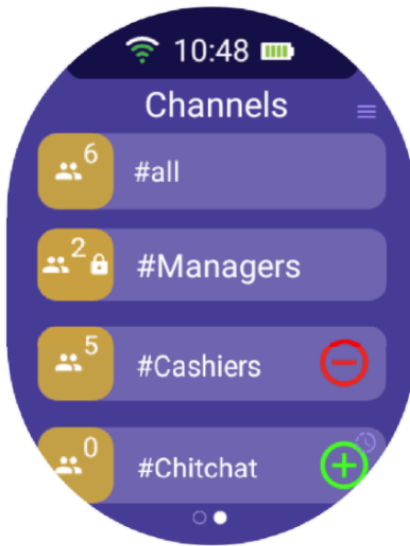 10:48
Channels
6
#all
2
#Managers
5
#Cashiers
0
#Chitchat